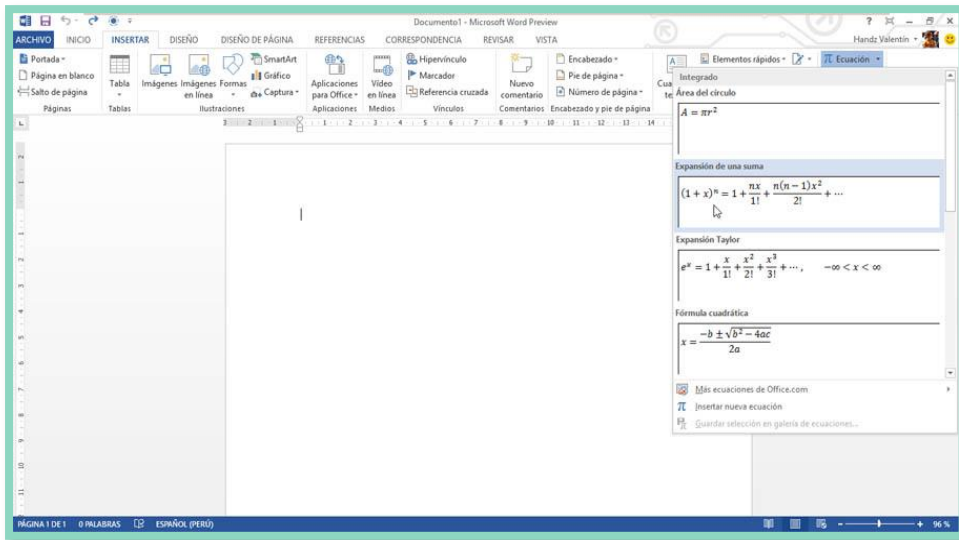 Documento1 - Microsoft Word Preview
ARCHIVO INICIO INSERTAR DISEÑO DISEÑO DE PÁGINA REFERENCIAS CORRESPONDENCIA REVISAR VISTA Handz Valentin
Portada
Página en blanco
Salto de página
Páginas
Tabla
Tablas
Imágenes
Imágenes en línea
Formas
SmartArt
Gráfico
Captura
Ilustraciones
Aplicaciones para Office
Aplicaciones
Vídeo en línea
Medios
Hipervínculo
Marcador
Referencia cruzada
Vínculos
Nuevo comentario
Comentarios
Encabezado
Pie de página
Número de página
Encabezado y pie de página
Elementos rápidos
Ecuación
Integrado
Área del círculo
A = πr²
Expansión de una suma
(1 + x)ⁿ = 1 + nx/1! + n(n − 1)x²/2! + ⋯
Expansión Taylor
eˣ = 1 + x/1! + x²/2! + x³/3! + ⋯, −∞ < x < ∞
Fórmula cuadrática
x = −b ± √b² − 4ac / 2a
Más ecuaciones de Office.com
Insertar nueva ecuación
Guardar selección en galería de ecuaciones...
PÁGINA 1 DE 1 0 PALABRAS ESPAÑOL (PERÚ) 96 %